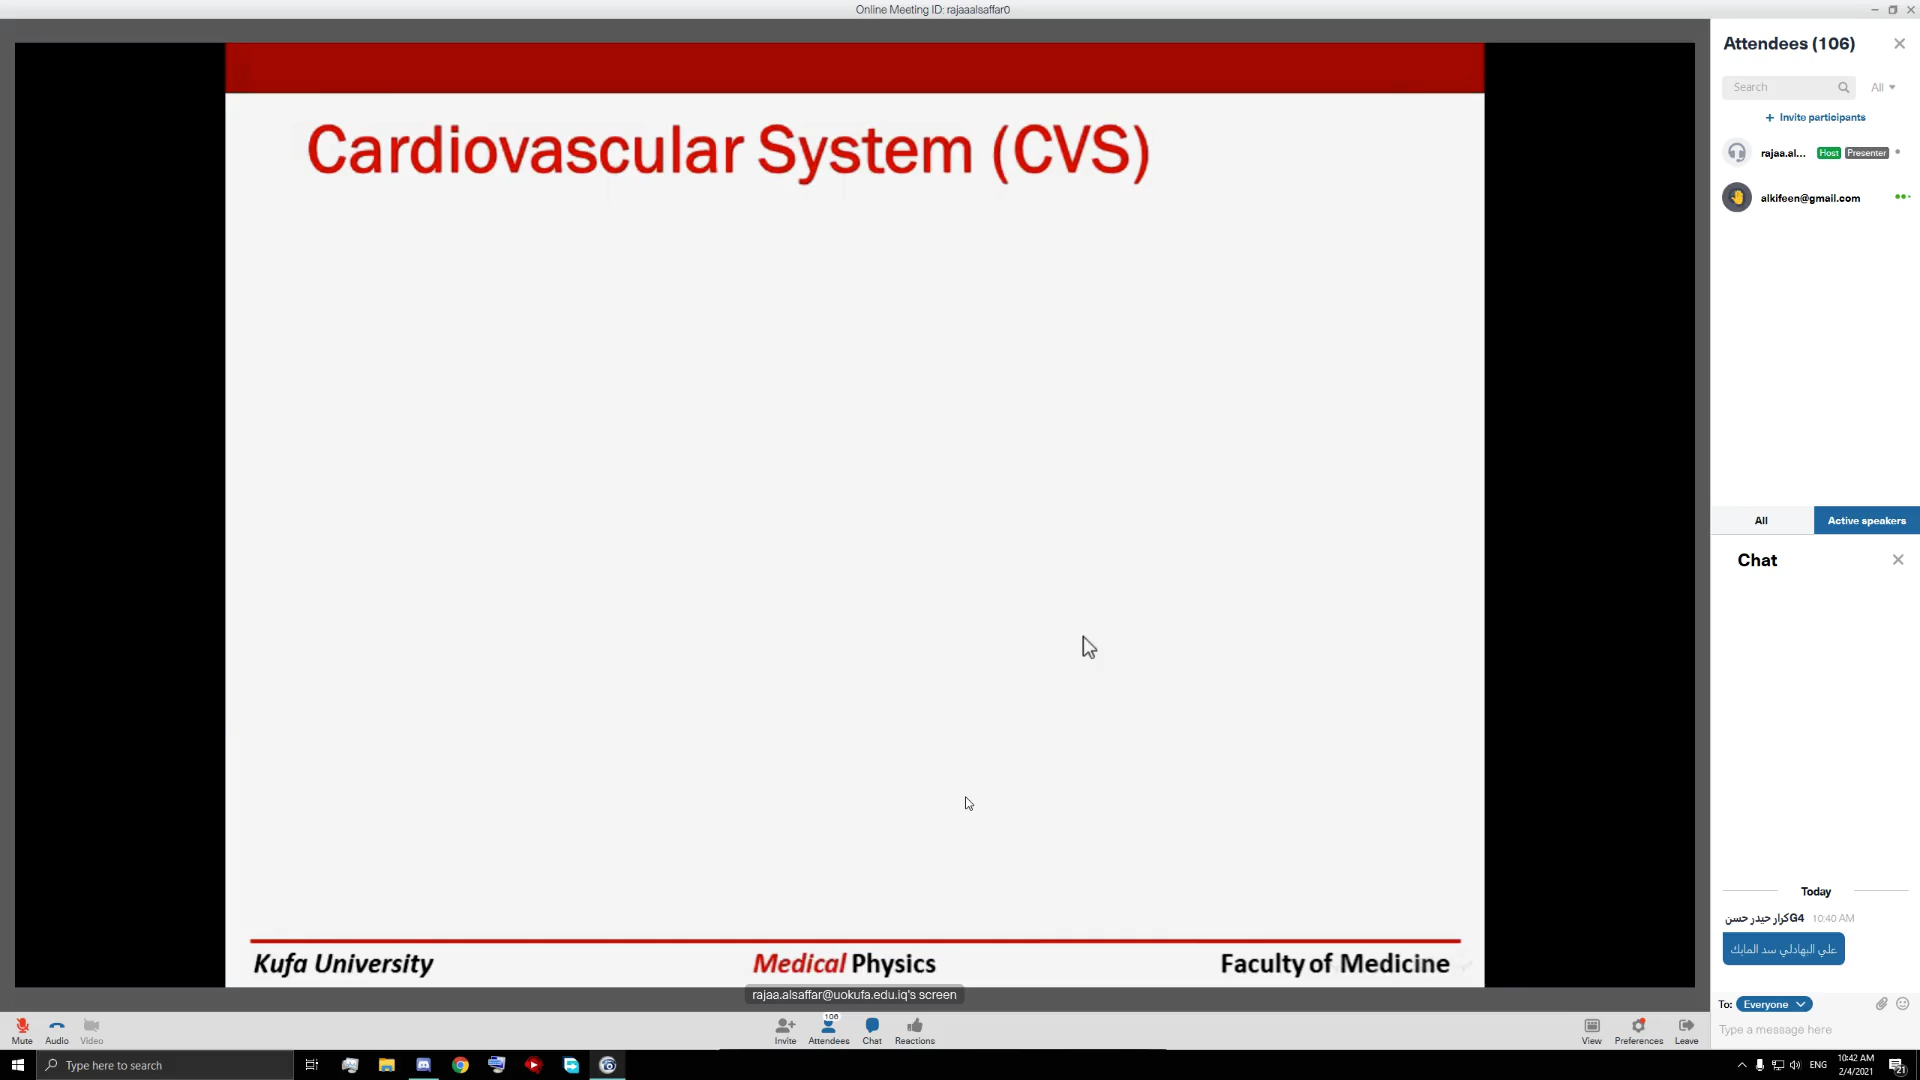 Online Meeting ID: rajaaalsaffar0
Cardiovascular System (CVS)
Kufa University
Medical Physics
Faculty of Medicine
rajaa.alsaffar@uokufa.edu.iq's screen
Attendees (106)
Search
All
+ Invite participants
rajaa.al... Host Presenter
alkifeen@gmail.com
All
Active speakers
Chat
Today
كرار حيدر حسنG4 10:40 AM
علي البهادلي سد المايك
To: Everyone
Type a message here
Mute
Audio
Video
Invite
106
Attendees
Chat
Reactions
View
Preferences
Leave
Type here to search
ENG
10:42 AM
2/4/2021
21